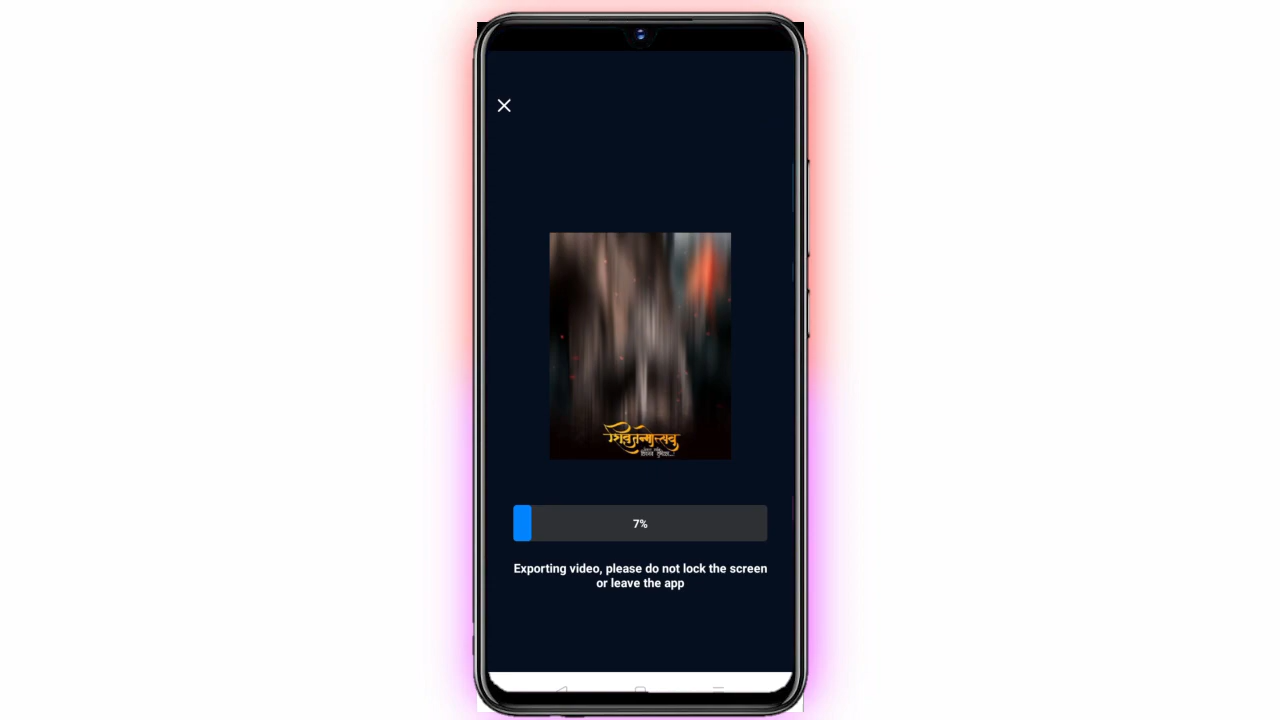 7%
Exporting video, please do not lock the screen
or leave the app